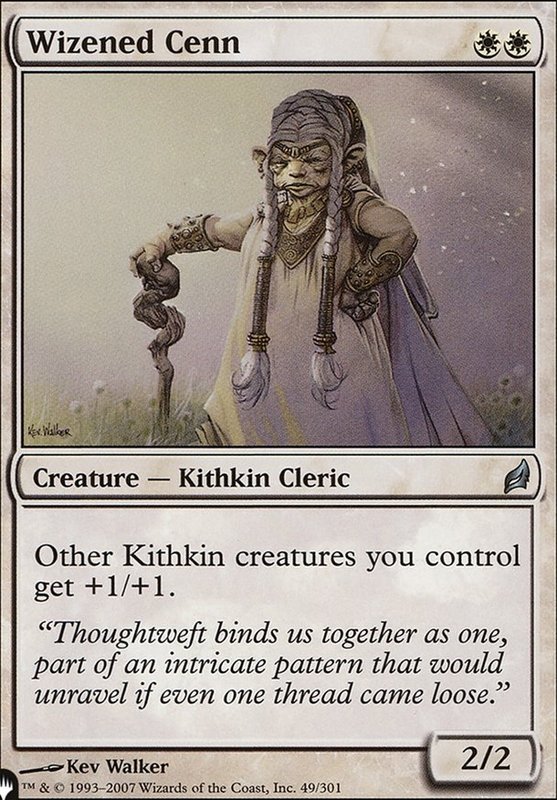 Wizened Cenn
Kev. Walker
Creature — Kithkin Cleric
Other Kithkin creatures you control
get +1/+1.
“Thoughtweft binds us together as one,
part of an intricate pattern that would
unravel if even one thread came loose.”
2/2
Kev Walker
™ & © 1993–2007 Wizards of the Coast, Inc. 49/301